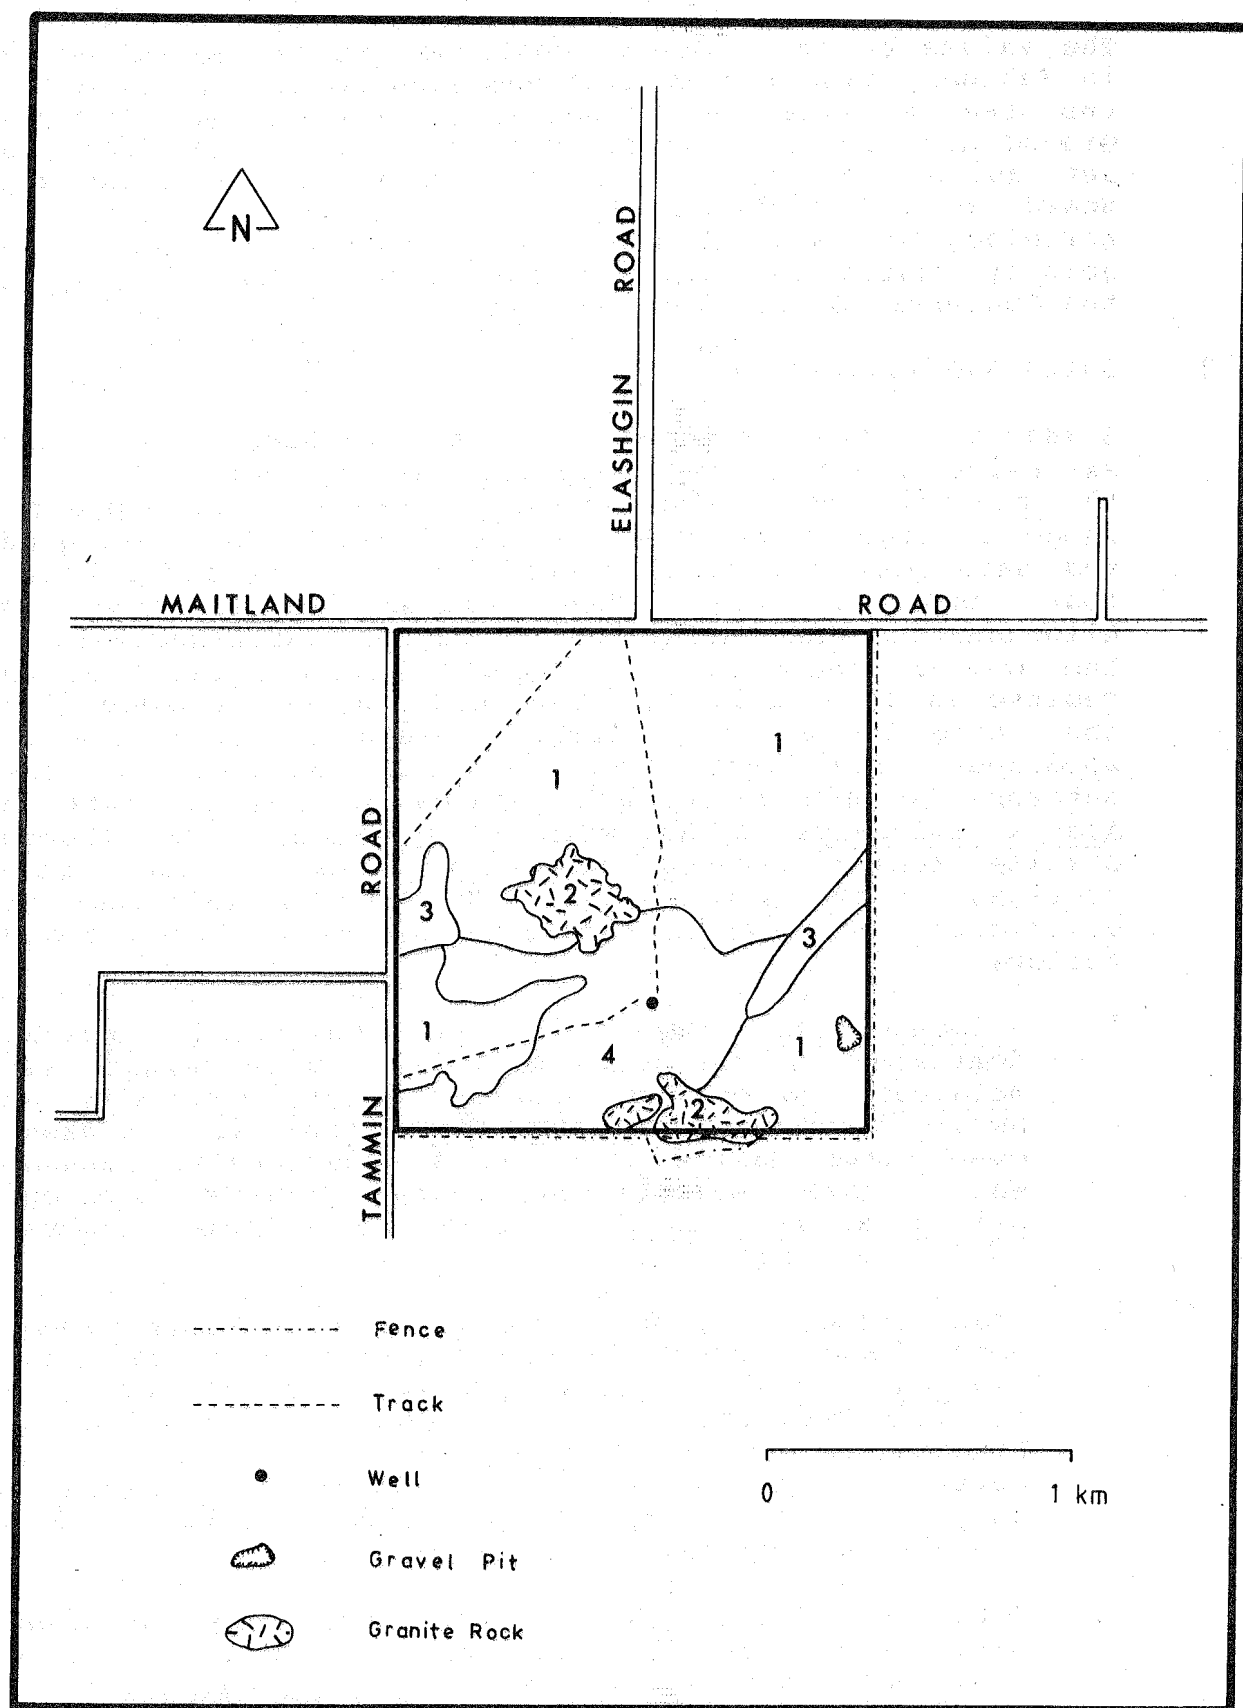 N
ELASHGIN ROAD
MAITLAND ROAD
1
1
2
3
3
1
4
1
2
TAMMIN ROAD
Fence
Track
Well
0 1 km
Gravel Pit
Granite Rock